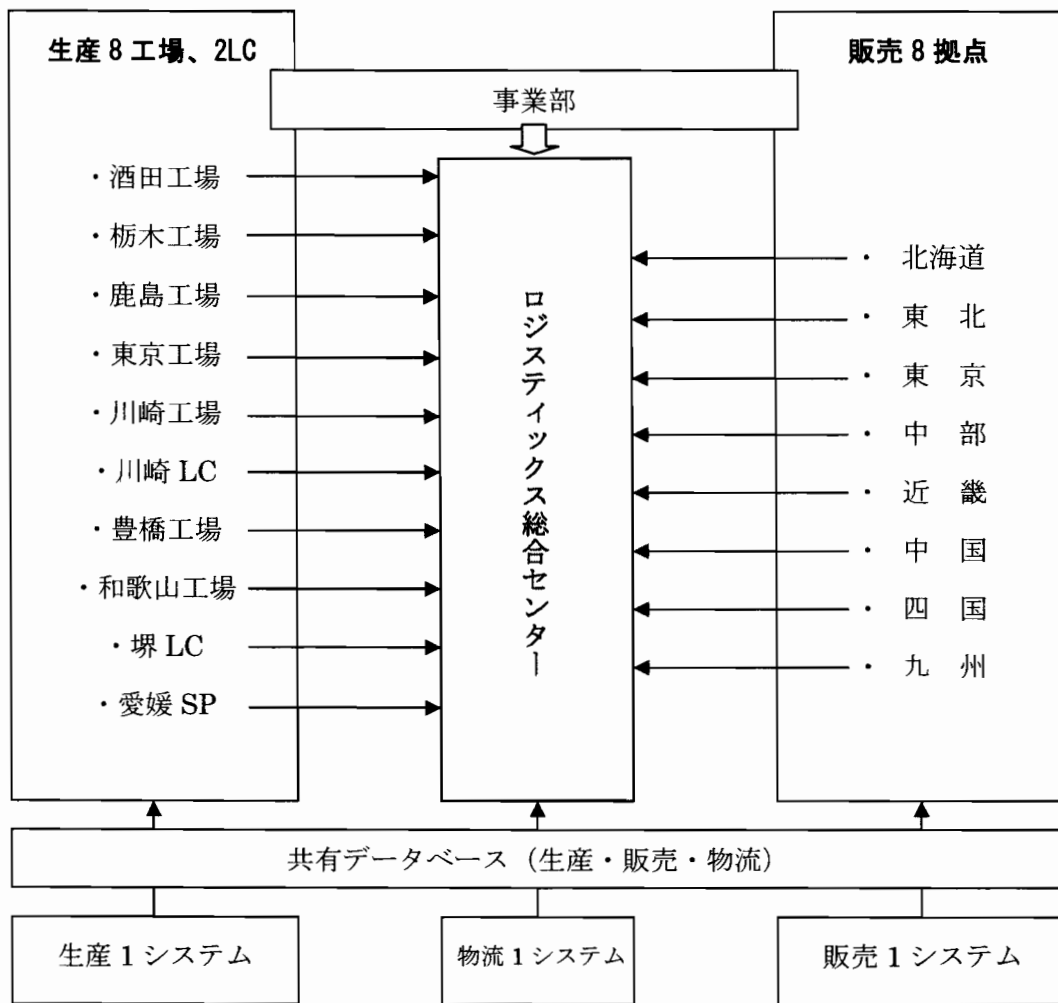 生産8工場、2LC
販売8拠点
事業部
・酒田工場
・栃木工場
・鹿島工場
・東京工場
・川崎工場
・川崎 LC
・豊橋工場
・和歌山工場
・堺 LC
・愛媛 SP
ロジスティックス総合センター
・ 北海道
・ 東 北
・ 東 京
・ 中 部
・ 近 畿
・ 中 国
・ 四 国
・ 九 州
共有データベース（生産・販売・物流）
生産1システム
物流1システム
販売1システム